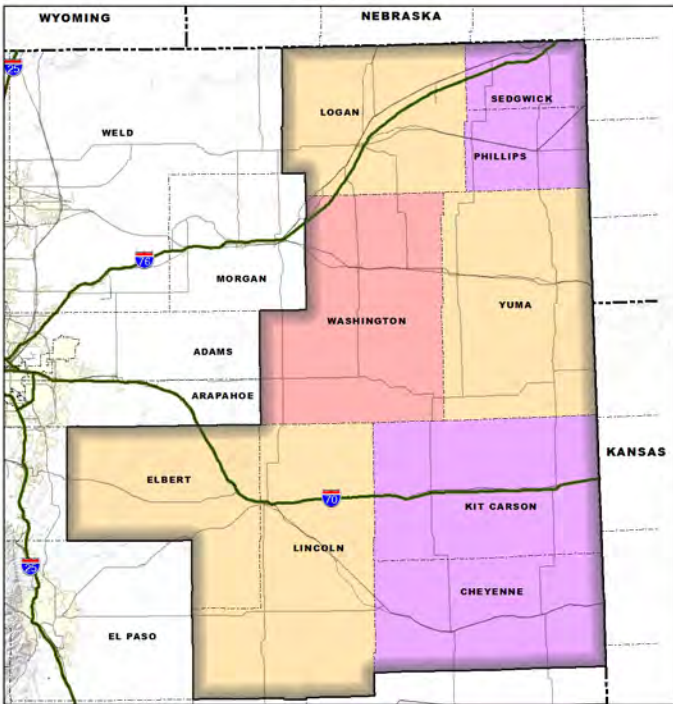 WYOMING
NEBRASKA
25
SEDGWICK
LOGAN
WELD
PHILLIPS
76
MORGAN
YUMA
WASHINGTON
ADAMS
ARAPAHOE
KANSAS
ELBERT
70
KIT CARSON
LINCOLN
25
CHEYENNE
EL PASO